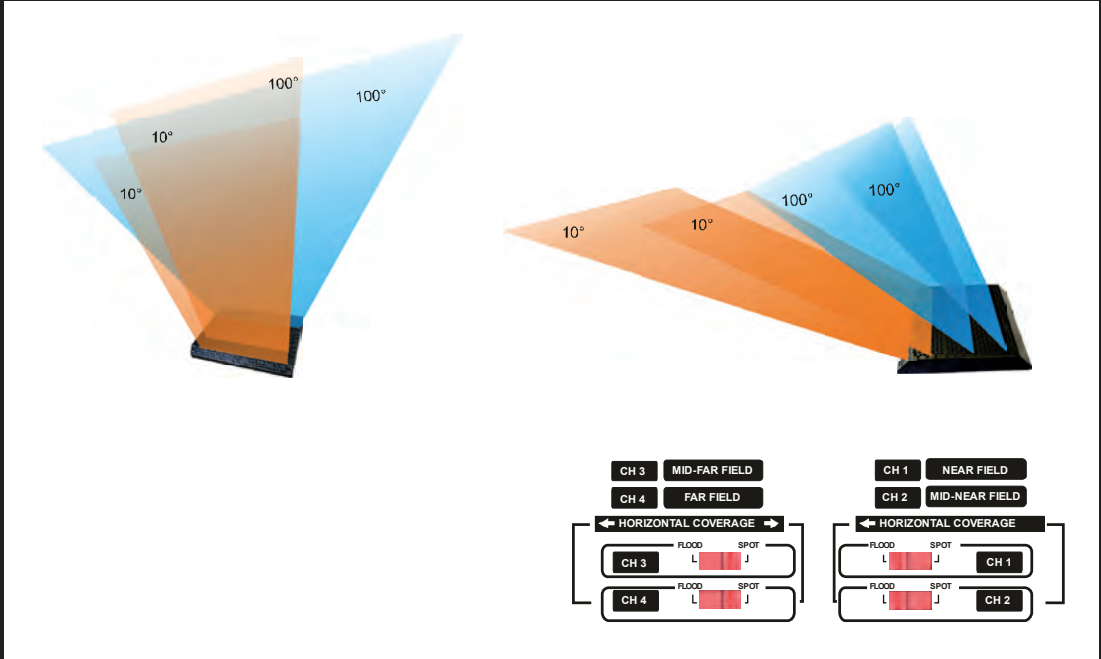 100°
100°
10°
10°
100°
100°
10°
10°
CH 3 MID-FAR FIELD
CH 4 FAR FIELD
HORIZONTAL COVERAGE
FLOOD SPOT
CH 3
FLOOD SPOT
CH 4
CH 1 NEAR FIELD
CH 2 MID-NEAR FIELD
HORIZONTAL COVERAGE
FLOOD SPOT
CH 1
FLOOD SPOT
CH 2